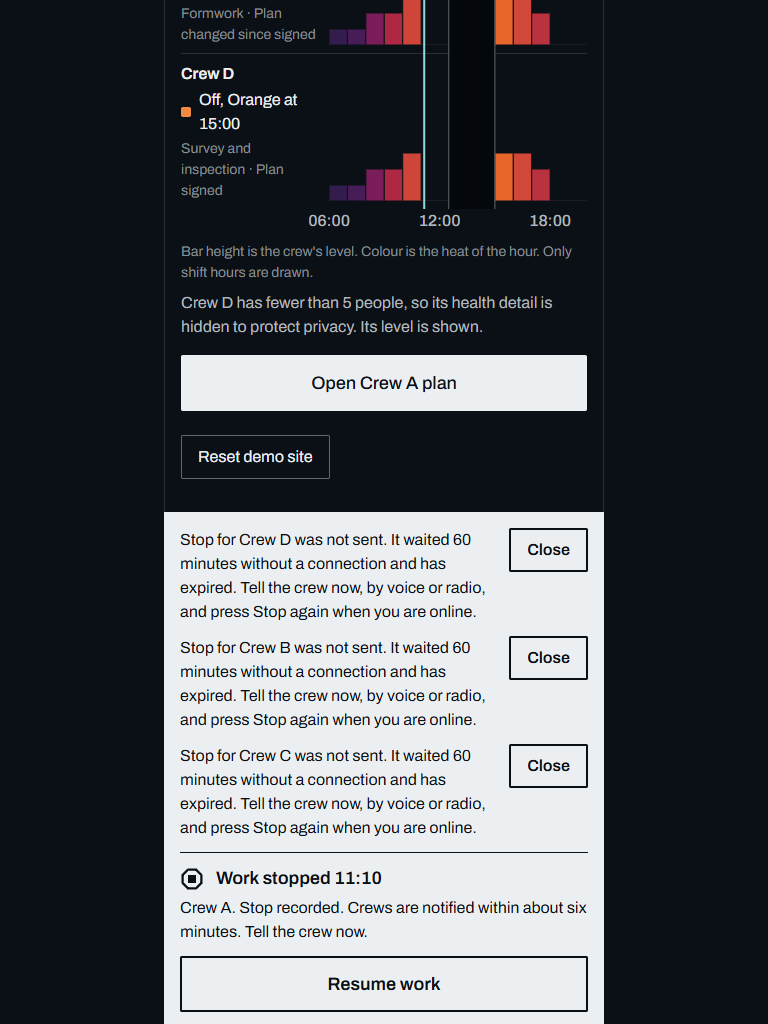 Formwork · Plan
changed since signed
Crew D
Off, Orange at
15:00
Survey and
inspection · Plan
signed
06:00 12:00 18:00
Bar height is the crew's level. Colour is the heat of the hour. Only
shift hours are drawn.
Crew D has fewer than 5 people, so its health detail is
hidden to protect privacy. Its level is shown.
Open Crew A plan
Reset demo site
Stop for Crew D was not sent. It waited 60
minutes without a connection and has
expired. Tell the crew now, by voice or radio,
and press Stop again when you are online.
Close
Stop for Crew B was not sent. It waited 60
minutes without a connection and has
expired. Tell the crew now, by voice or radio,
and press Stop again when you are online.
Close
Stop for Crew C was not sent. It waited 60
minutes without a connection and has
expired. Tell the crew now, by voice or radio,
and press Stop again when you are online.
Close
Work stopped 11:10
Crew A. Stop recorded. Crews are notified within about six
minutes. Tell the crew now.
Resume work